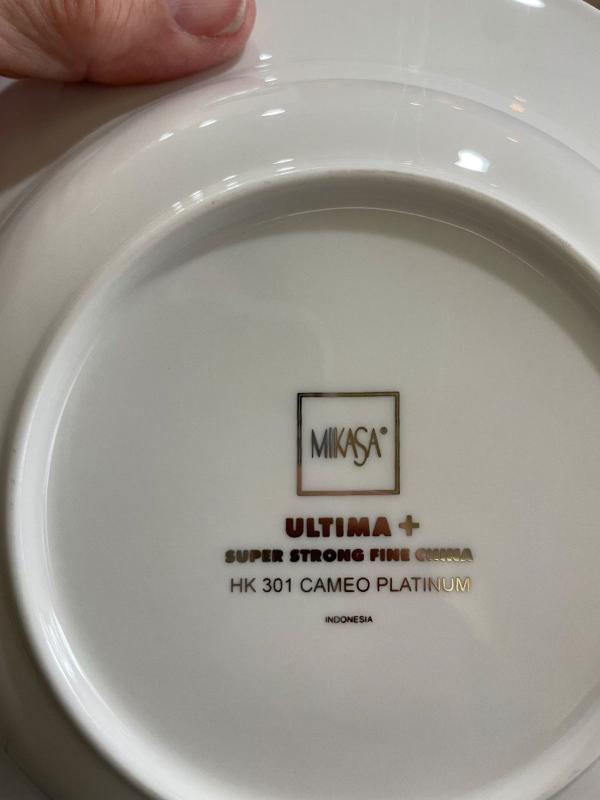 MIKASA®
ULTIMA +
SUPER STRONG FINE CHINA
HK 301 CAMEO PLATINUM
INDONESIA